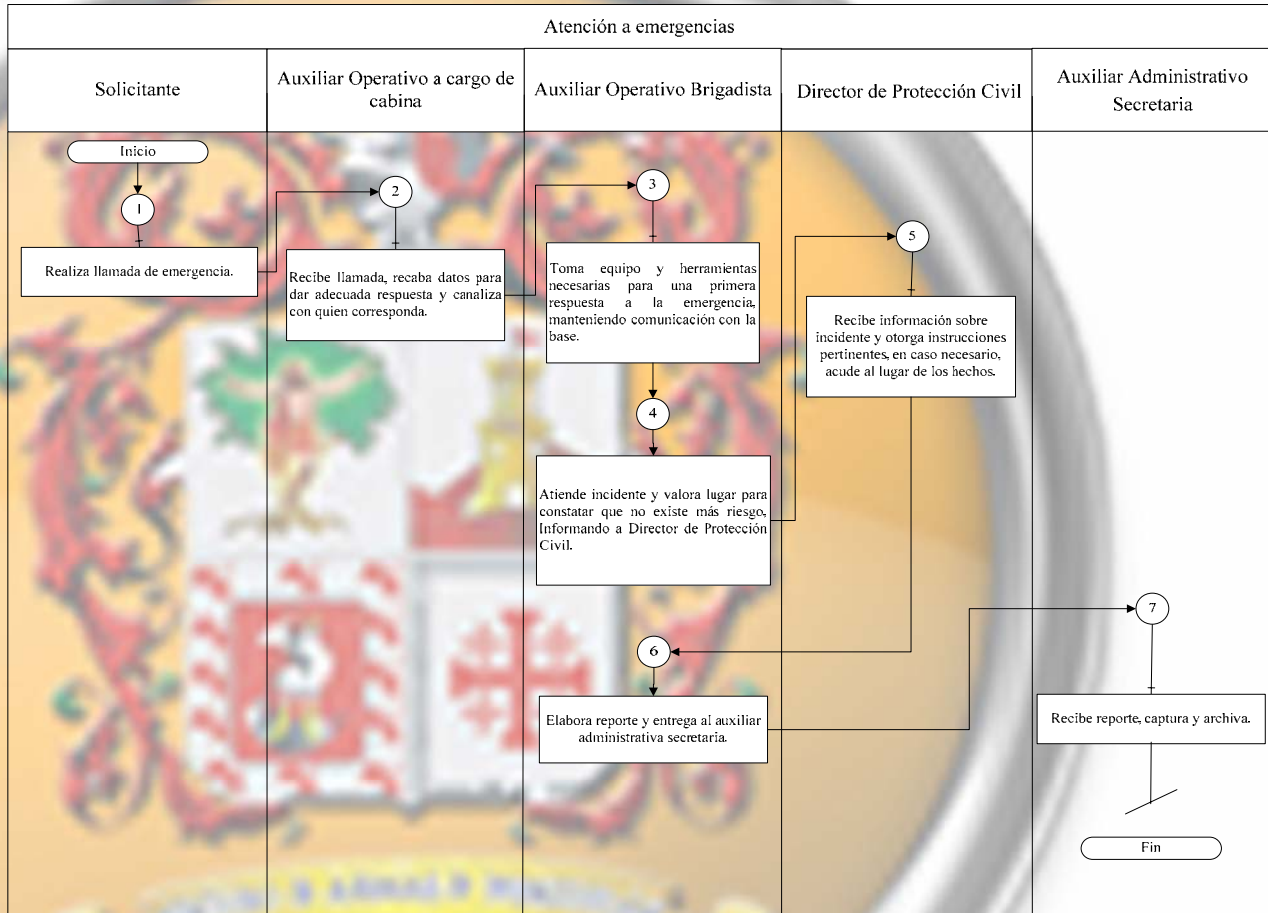 Atención a emergencias
Solicitante
Auxiliar Operativo a cargo de
cabina
Auxiliar Operativo Brigadista
Director de Protección Civil
Auxiliar Administrativo
Secretaria
Inicio
1
Realiza llamada de emergencia.
2
Recibe llamada, recaba datos para
dar adecuada respuesta y canaliza
con quien corresponda.
3
Toma equipo y herramientas
necesarias para una primera
respuesta a la emergencia,
manteniendo comunicación con la
base.
4
Atiende incidente y valora lugar para
constatar que no existe más riesgo,
Informando a Director de Protección
Civil.
5
Recibe información sobre
incidente y otorga instrucciones
pertinentes, en caso necesario,
acude al lugar de los hechos.
6
Elabora reporte y entrega al auxiliar
administrativa secretaria.
7
Recibe reporte, captura y archiva.
Fin